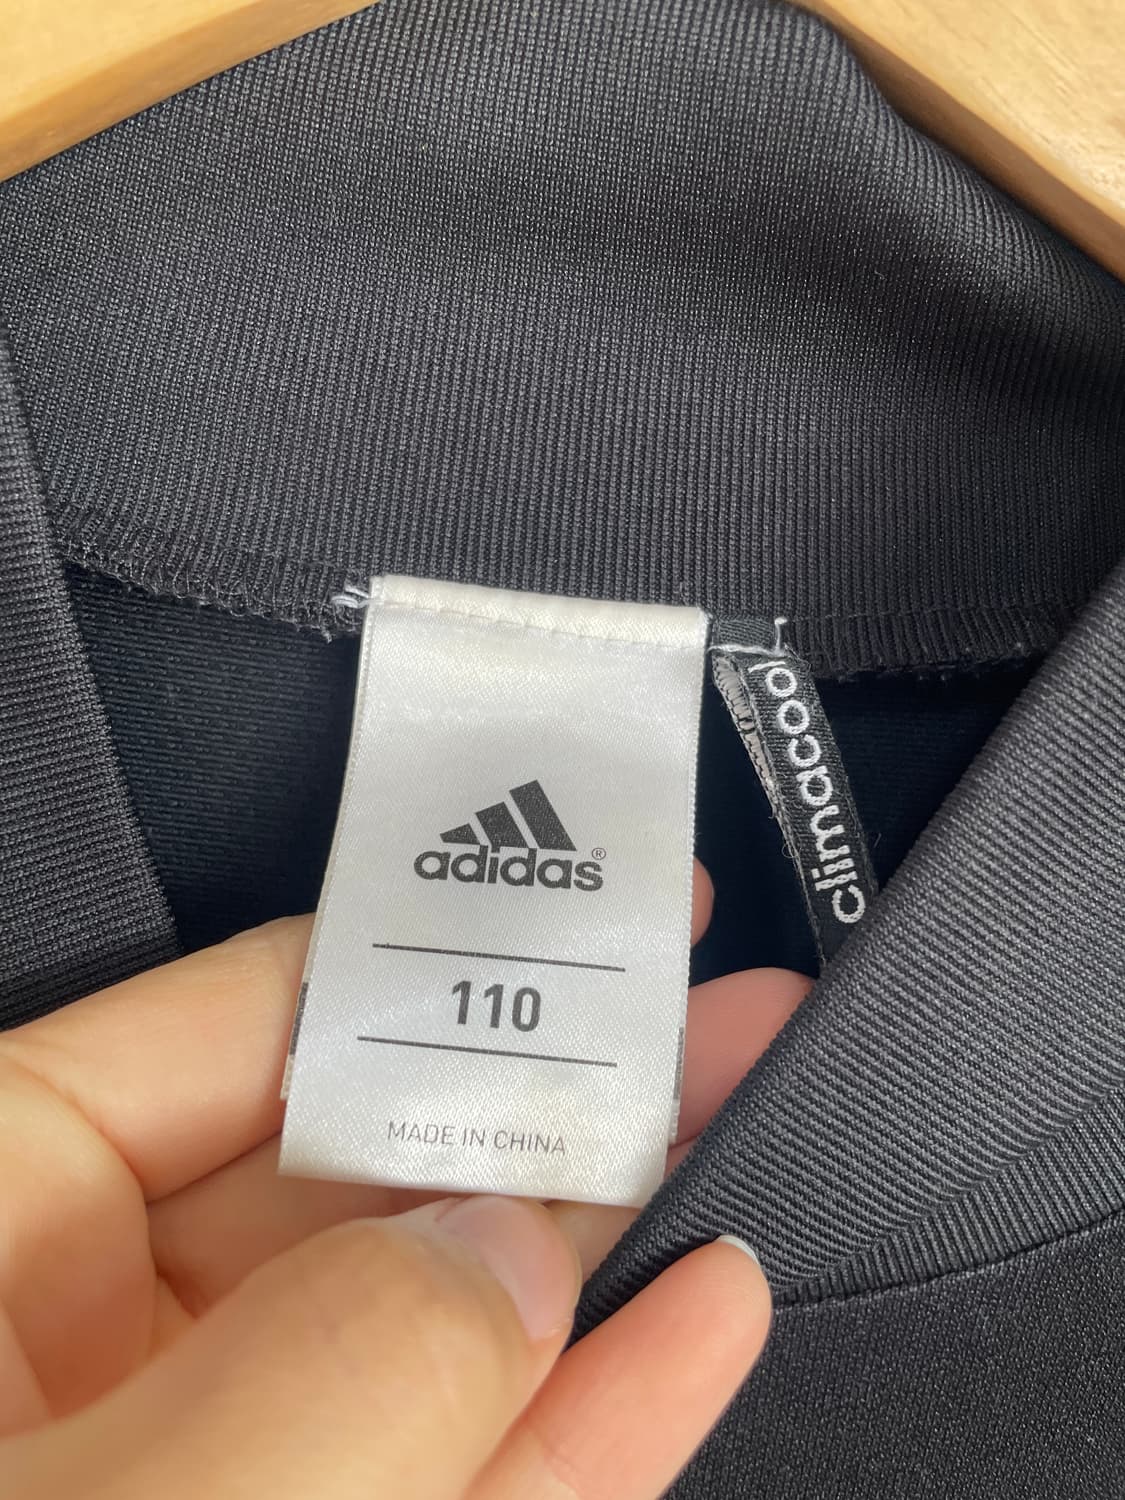 adidas®
110
MADE IN CHINA
climacool